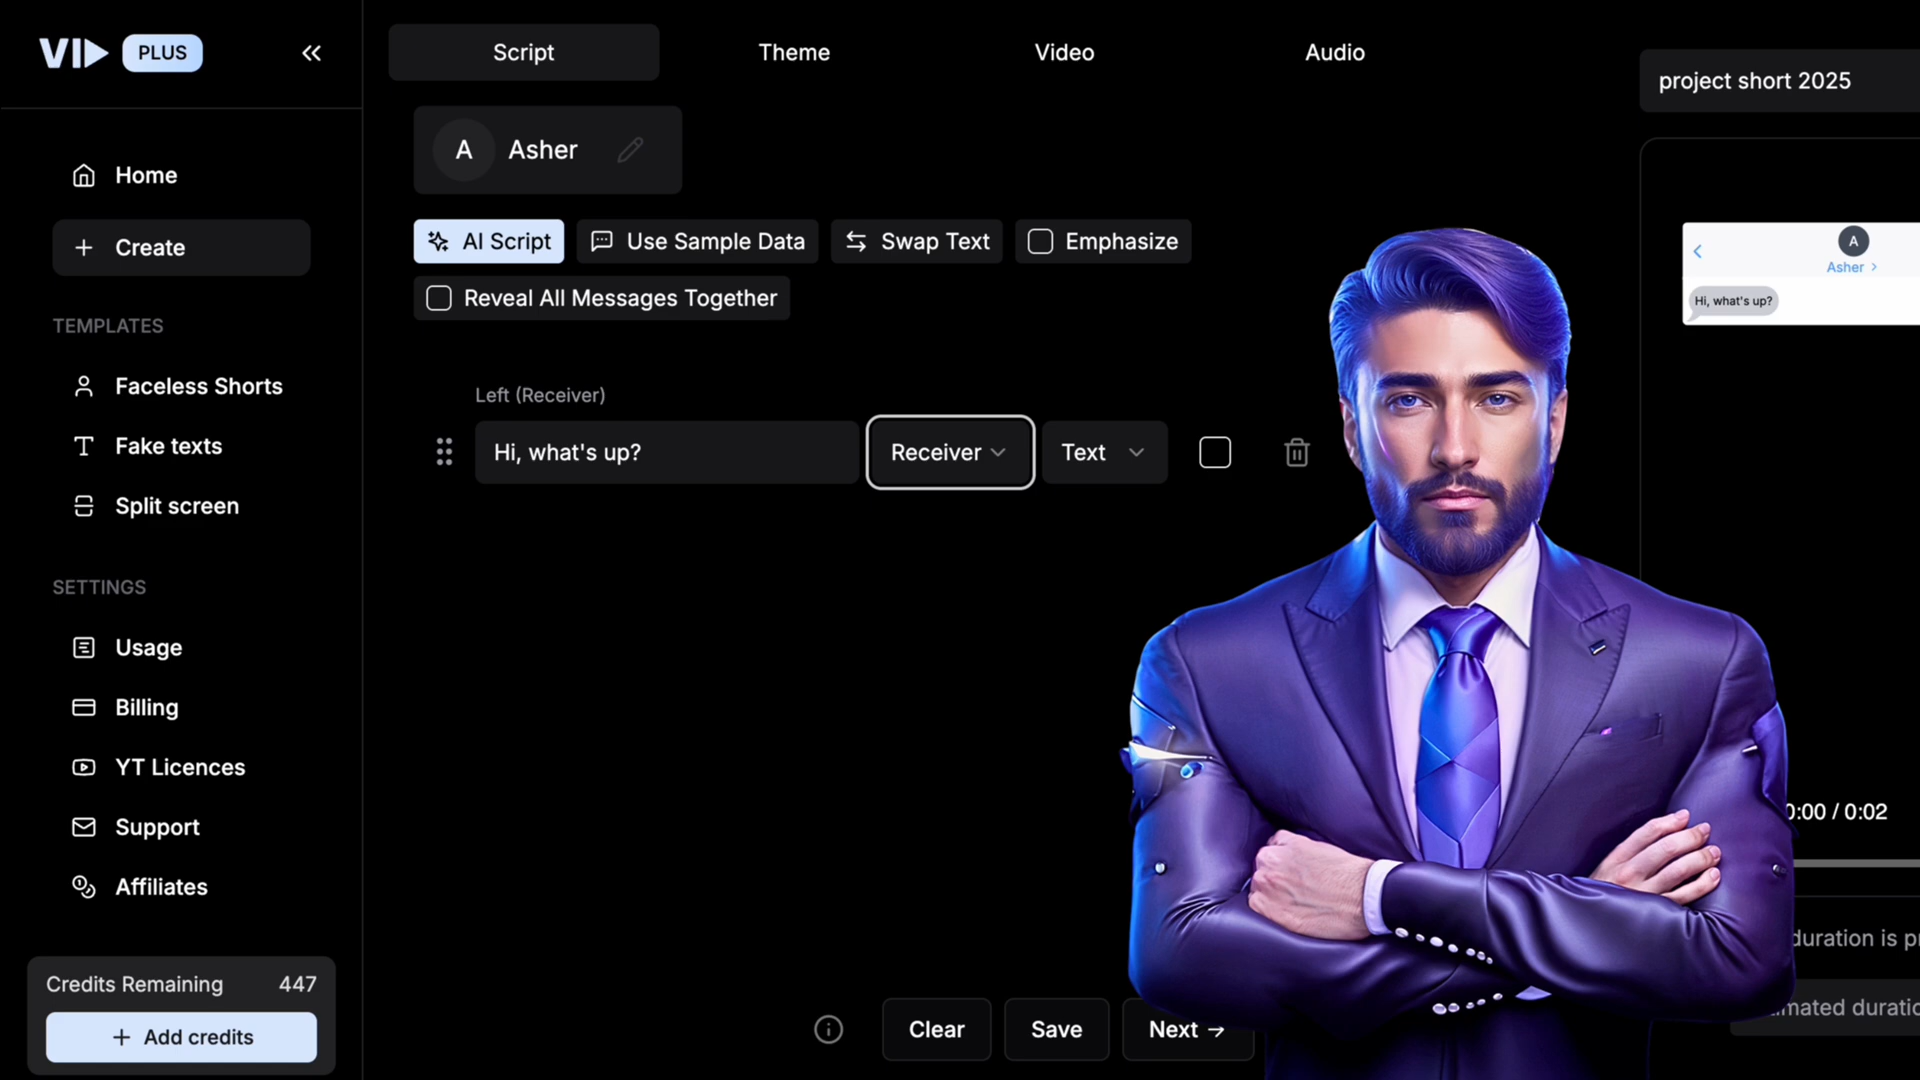 VID PLUS
Script
Theme
Video
Audio
project short 2025
A Asher
Home
Create
AI Script
Use Sample Data
Swap Text
Emphasize
Reveal All Messages Together
TEMPLATES
Faceless Shorts
Fake texts
Split screen
Left (Receiver)
Hi, what's up?
Receiver
Text
A
Asher
Hi, what's up?
SETTINGS
Usage
Billing
YT Licences
Support
Affiliates
0:00 / 0:02
duration is
Credits Remaining 447
Add credits
Clear
Save
Next